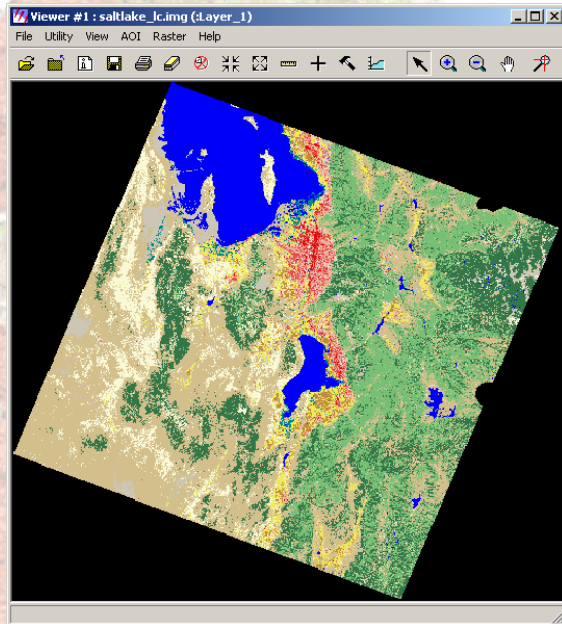 Viewer #1 : saltlake_lc.img (:Layer_1)
File Utility View AOI Raster Help